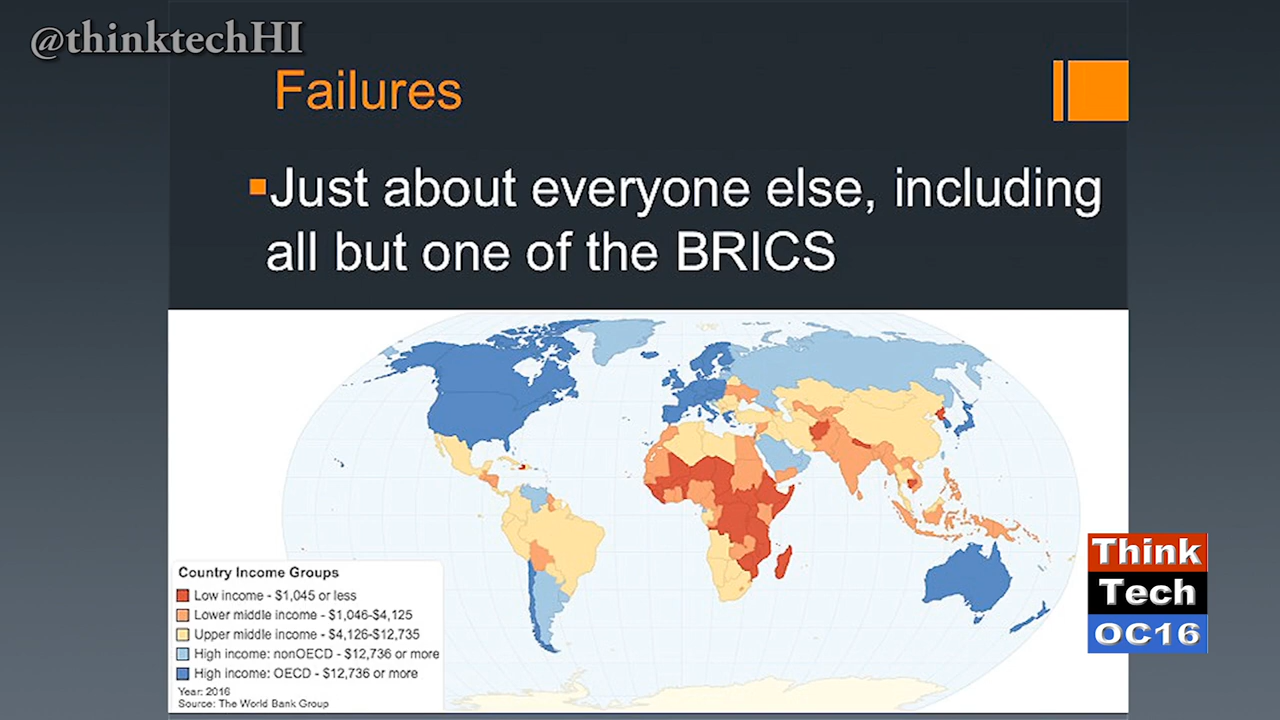 @thinktechHI
Failures
Just about everyone else, including
all but one of the BRICS
Country Income Groups
Low income - $1,045 or less
Lower middle income - $1,046-$4,125
Upper middle income - $4,126-$12,735
High income: nonOECD - $12,736 or more
High income: OECD - $12,736 or more
Year: 2016
Source: The World Bank Group
Think
Tech
OC16